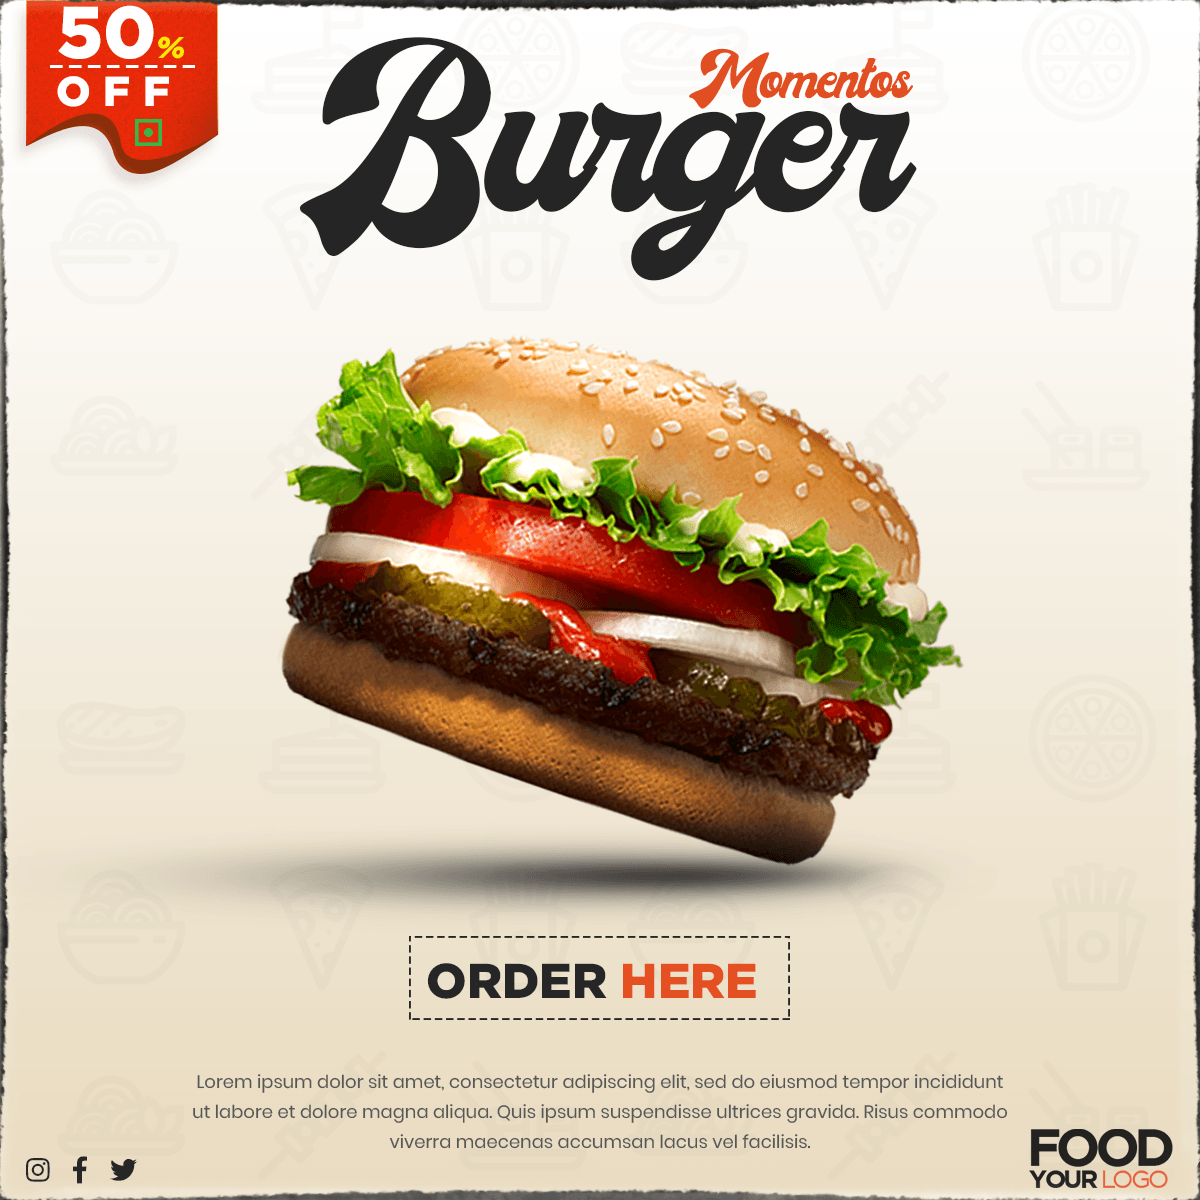 50%
OFF
Momentos
Burger
ORDER HERE
Lorem ipsum dolor sit amet, consectetur adipiscing elit, sed do eiusmod tempor incididunt
ut labore et dolore magna aliqua. Quis ipsum suspendisse ultrices gravida. Risus commodo
viverra maecenas accumsan lacus vel facilisis.
FOOD
YOUR LOGO